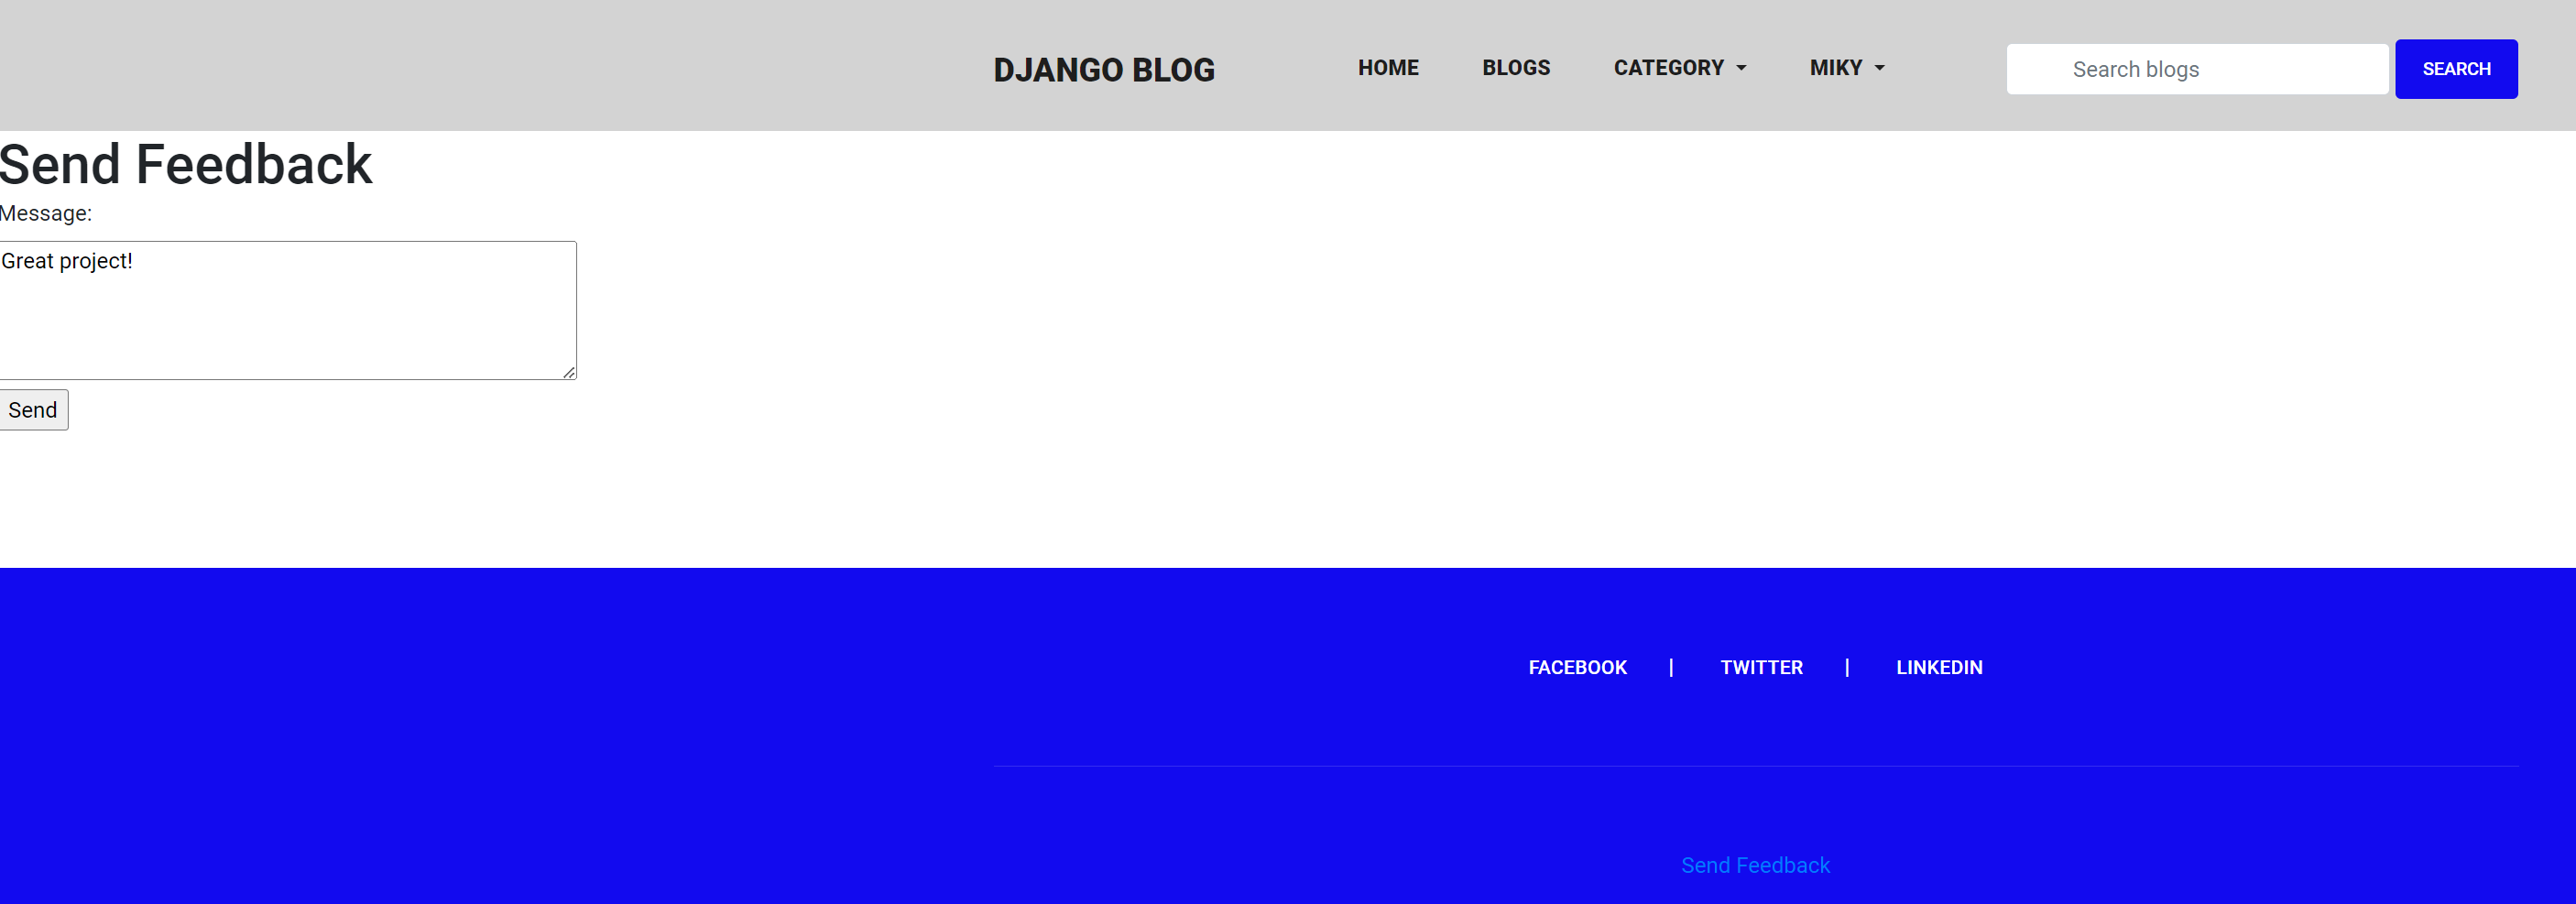 DJANGO BLOG HOME BLOGS CATEGORY MIKY Search blogs SEARCH
Send Feedback
Message:
Great project!
Send
FACEBOOK | TWITTER | LINKEDIN
Send Feedback